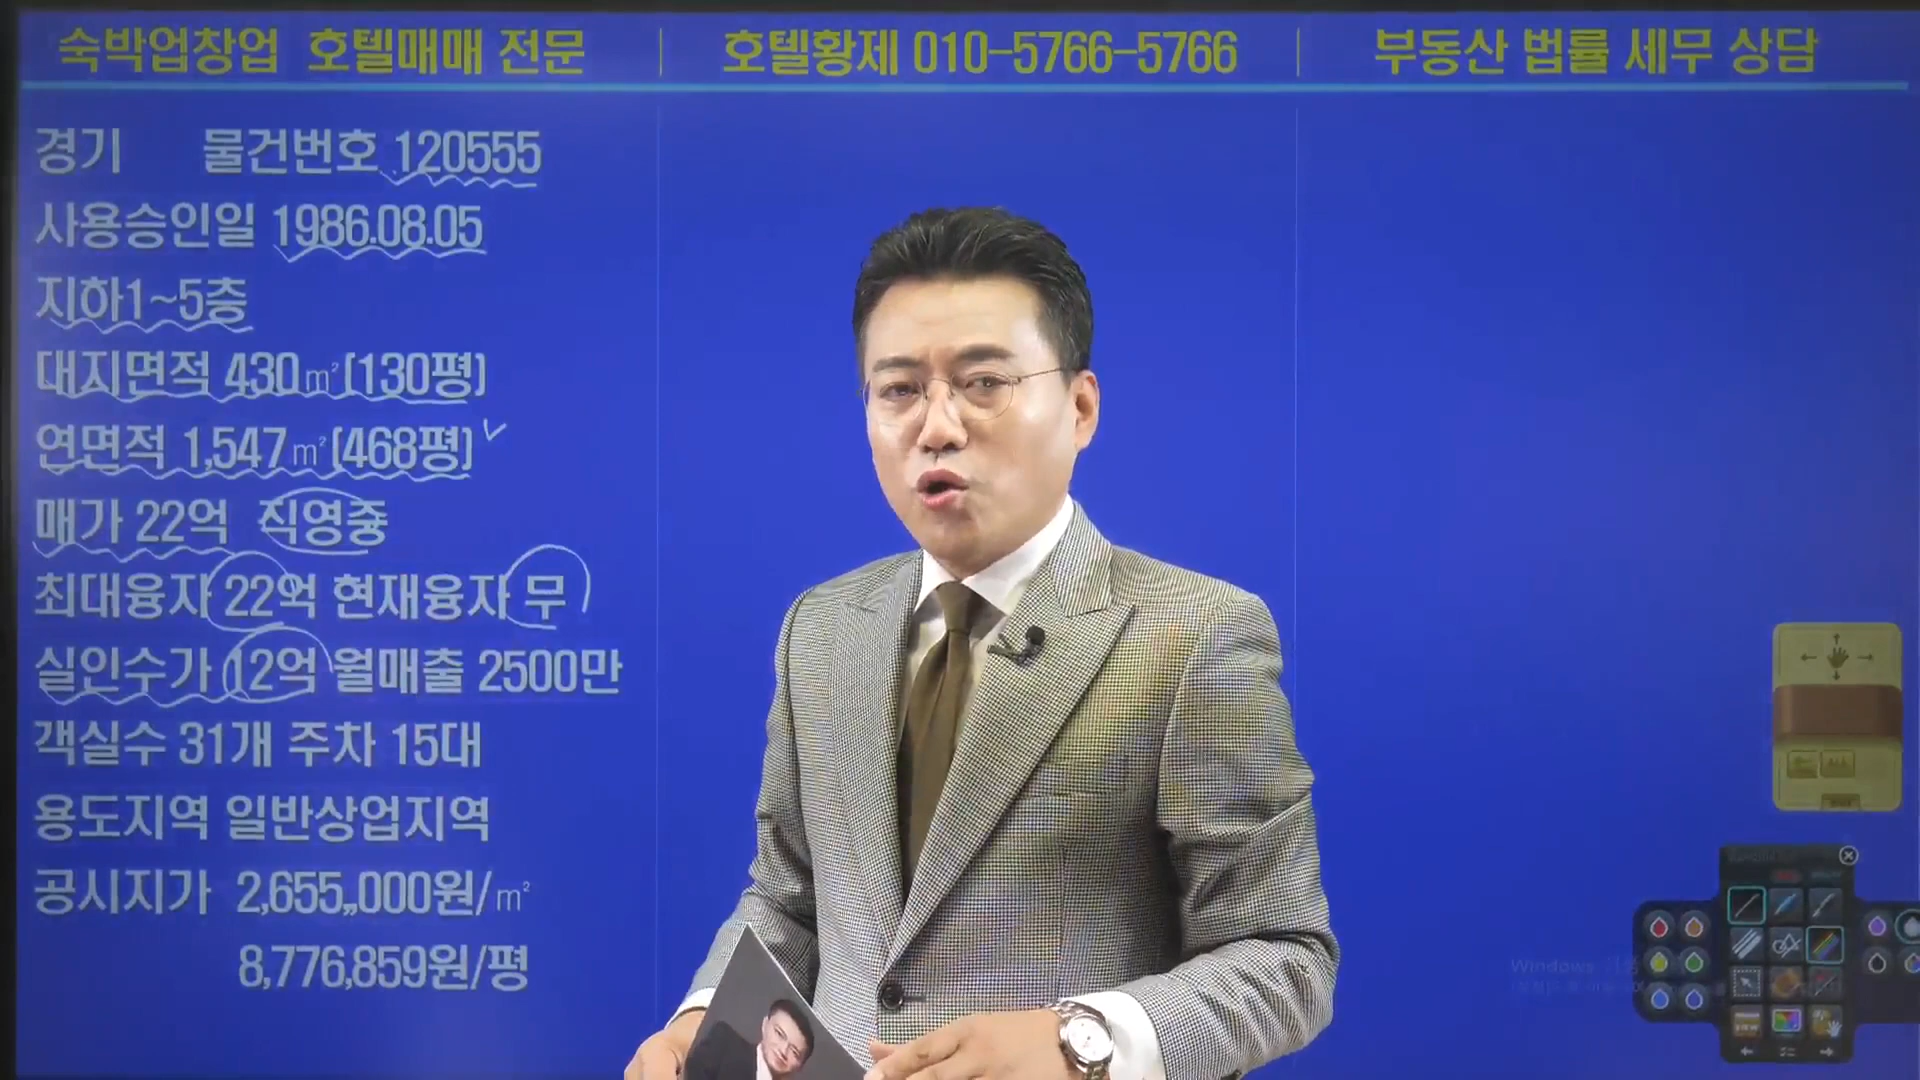 숙박업창업 호텔매매 전문
호텔황제 010-5766-5766
부동산 법률 세무 상담
경기 물건번호 120555
사용승인일 1986.08.05
지하1~5층
대지면적 430㎡(130평)
연면적 1,547㎡(468평)
매가 22억 직영중
최대융자 22억 현재융자 무
실인수가 12억 월매출 2500만
객실수 31개 주차 15대
용도지역 일반상업지역
공시지가 2,655,,000원/㎡
8,776,859원/평
Windows